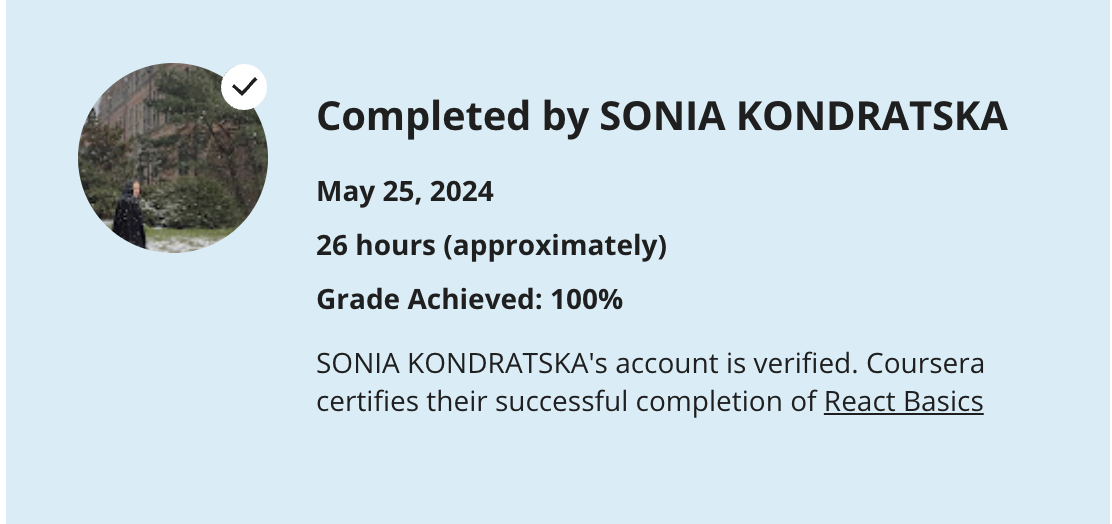 Completed by SONIA KONDRATSKA
May 25, 2024
26 hours (approximately)
Grade Achieved: 100%
SONIA KONDRATSKA's account is verified. Coursera
certifies their successful completion of React Basics